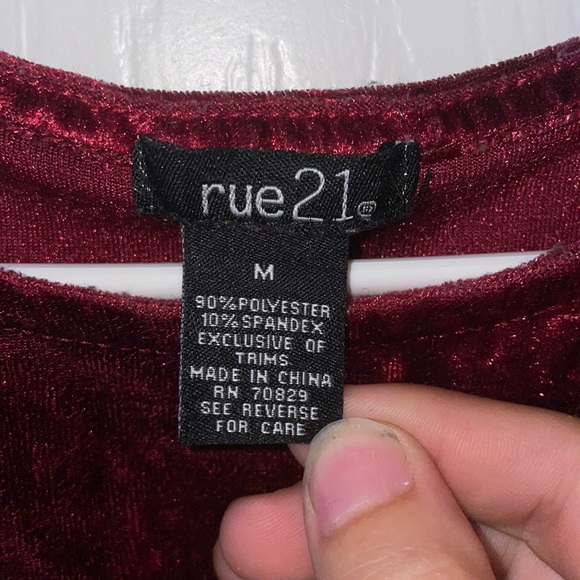 rue21
M
90%POLYESTER
10%SPANDEX
EXCLUSIVE OF
TRIMS
MADE IN CHINA
RN 70829
SEE REVERSE
FOR CARE